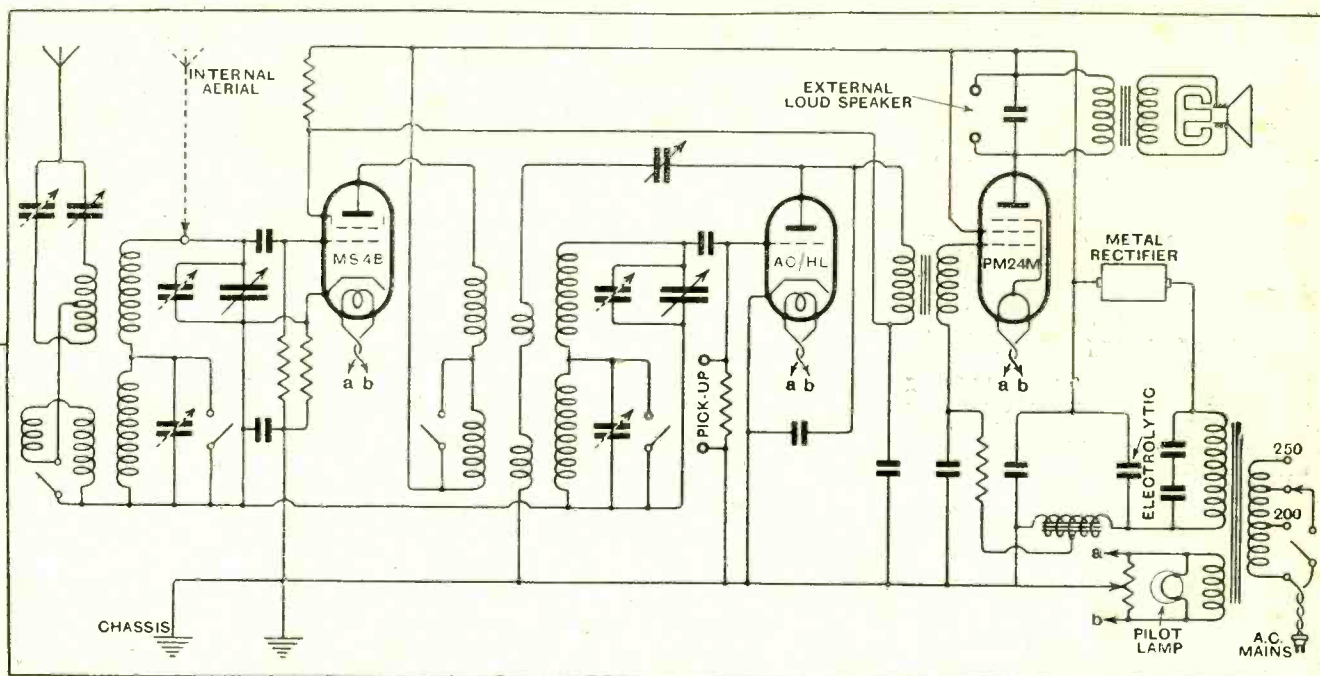 INTERNAL
AERIAL
EXTERNAL
LOUD SPEAKER
MS4B
AC/HL
PM24M
METAL
RECTIFIER
a b
a b
a b
PICK-UP
ELECTROLYTIC
250
200
a
b
CHASSIS
PILOT
LAMP
A.C.
MAINS